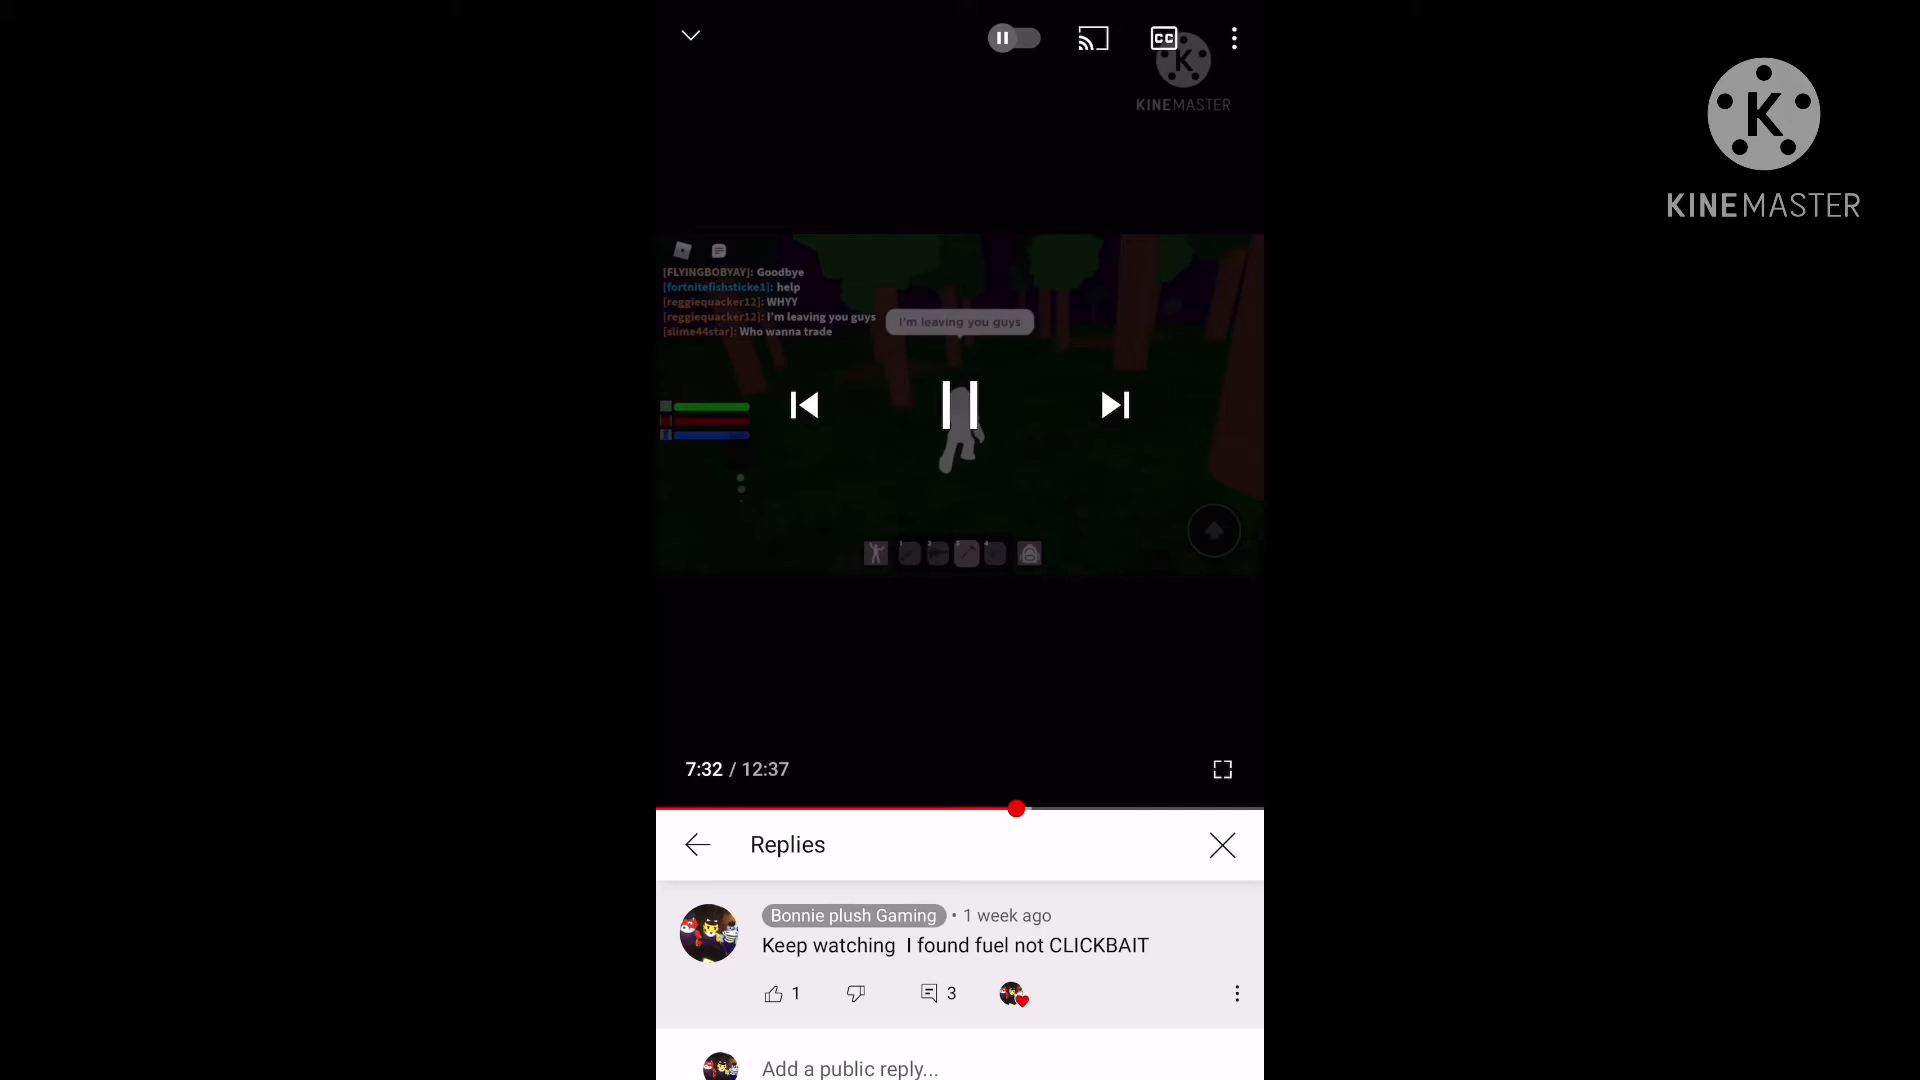 CC
K
KINEMASTER
K
KINEMASTER
[FLYINGBOBYAY]: Goodbye
[fortnitefishsticke1]: help
[reggiequacker12]: WHYY
[reggiequacker12]: I'm leaving you guys
[slime44star]: Who wanna trade
I'm leaving you guys
7:32 / 12:37
Replies
Bonnie plush Gaming • 1 week ago
Keep watching I found fuel not CLICKBAIT
1
3
Add a public reply...